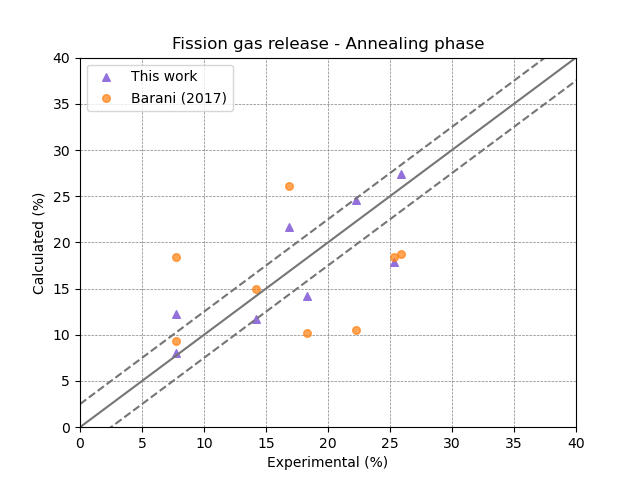 Fission gas release - Annealing phase
This work
Barani (2017)
Calculated (%)
40
35
30
25
20
15
10
5
0
0 5 10 15 20 25 30 35 40
Experimental (%)